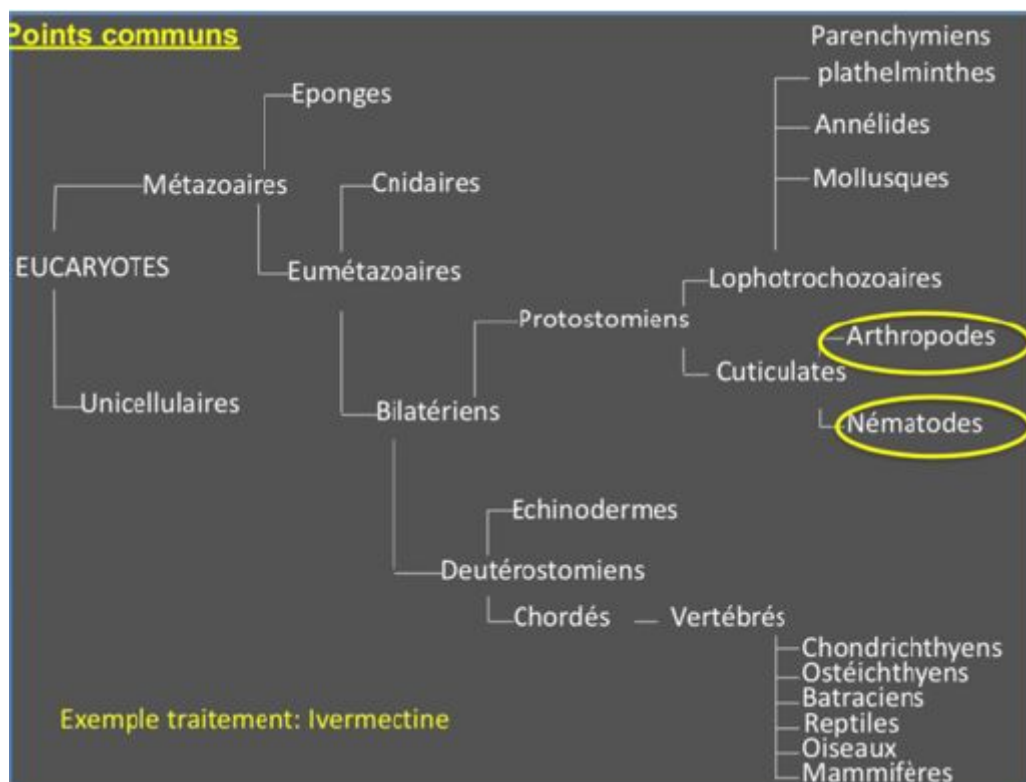 Points communs
Parenchymiens
plathelminthes
Eponges
Annélides
Métazoaires
Cnidaires
Mollusques
EUCARYOTES
Eumétazoaires
Lophotrochozoaires
Protostomiens
Arthropodes
Cuticulates
Unicellulaires
Bilatériens
Nématodes
Echinodermes
Deutérostomiens
Chordés
Vertébrés
Chondrichthyens
Ostéichthyens
Batraciens
Reptiles
Oiseaux
Mammifères
Exemple traitement: Ivermectine